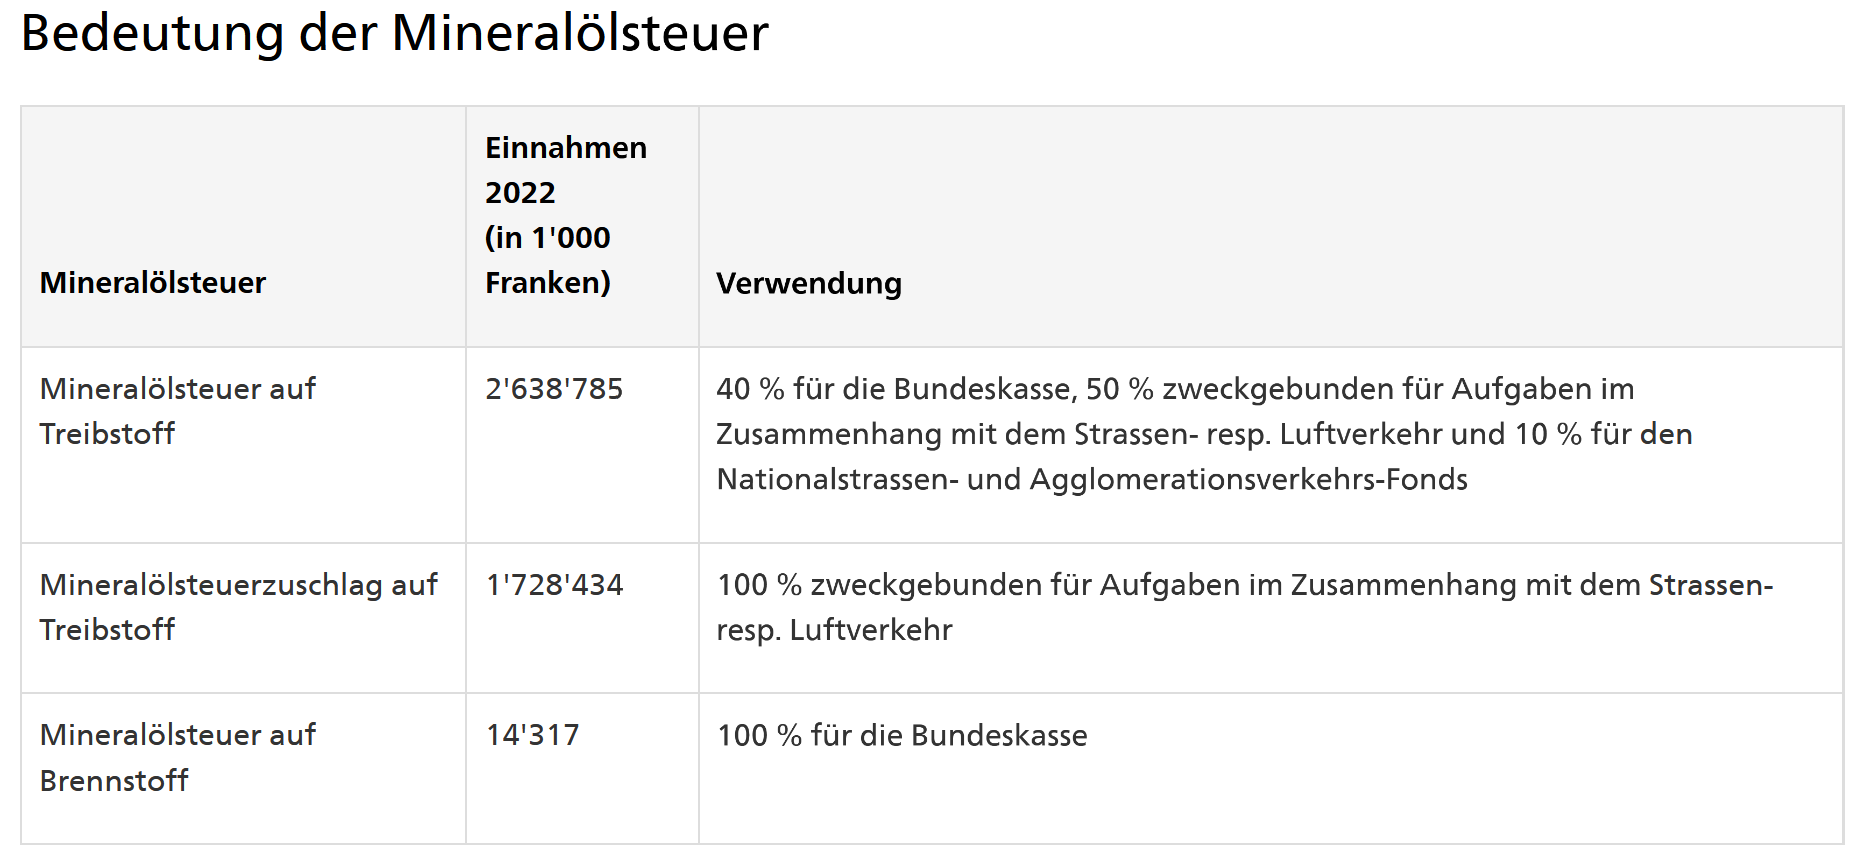 Bedeutung der Mineralölsteuer
Mineralölsteuer
Einnahmen
2022
(in 1'000
Franken)
Verwendung
Mineralölsteuer auf
Treibstoff
2'638'785
40 % für die Bundeskasse, 50 % zweckgebunden für Aufgaben im
Zusammenhang mit dem Strassen- resp. Luftverkehr und 10 % für den
Nationalstrassen- und Agglomerationsverkehrs-Fonds
Mineralölsteuerzuschlag auf
Treibstoff
1'728'434
100 % zweckgebunden für Aufgaben im Zusammenhang mit dem Strassen-
resp. Luftverkehr
Mineralölsteuer auf
Brennstoff
14'317
100 % für die Bundeskasse